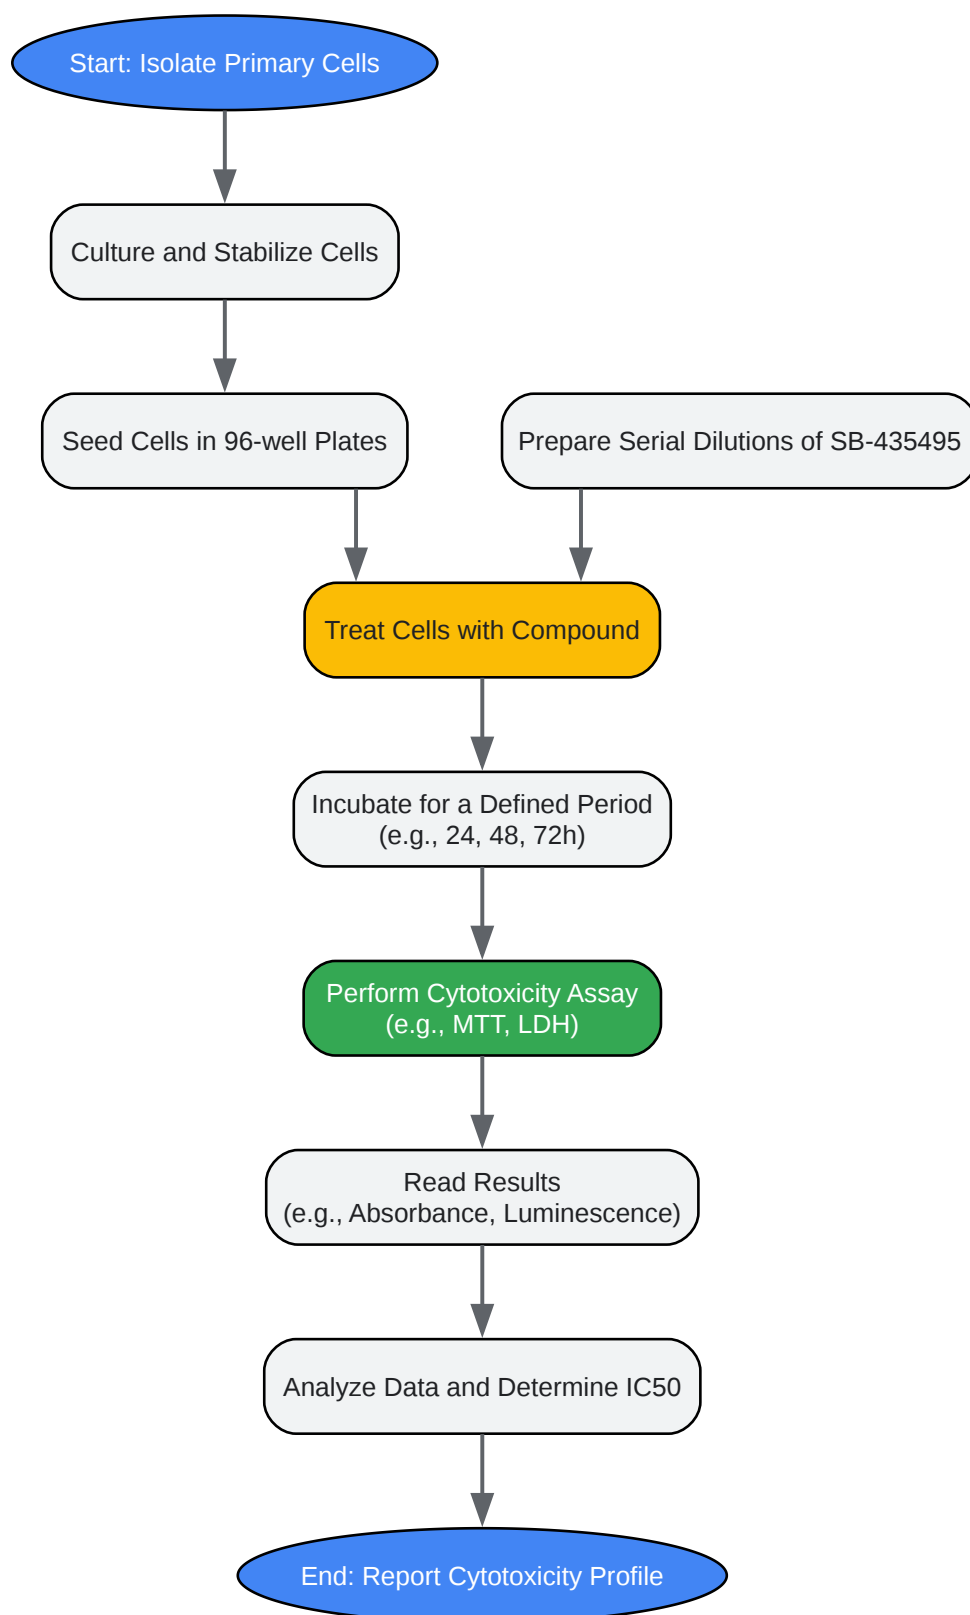 Start: Isolate Primary Cells
Culture and Stabilize Cells
Seed Cells in 96-well Plates
Prepare Serial Dilutions of SB-435495
Treat Cells with Compound
Incubate for a Defined Period
(e.g., 24, 48, 72h)
Perform Cytotoxicity Assay
(e.g., MTT, LDH)
Read Results
(e.g., Absorbance, Luminescence)
Analyze Data and Determine IC50
End: Report Cytotoxicity Profile